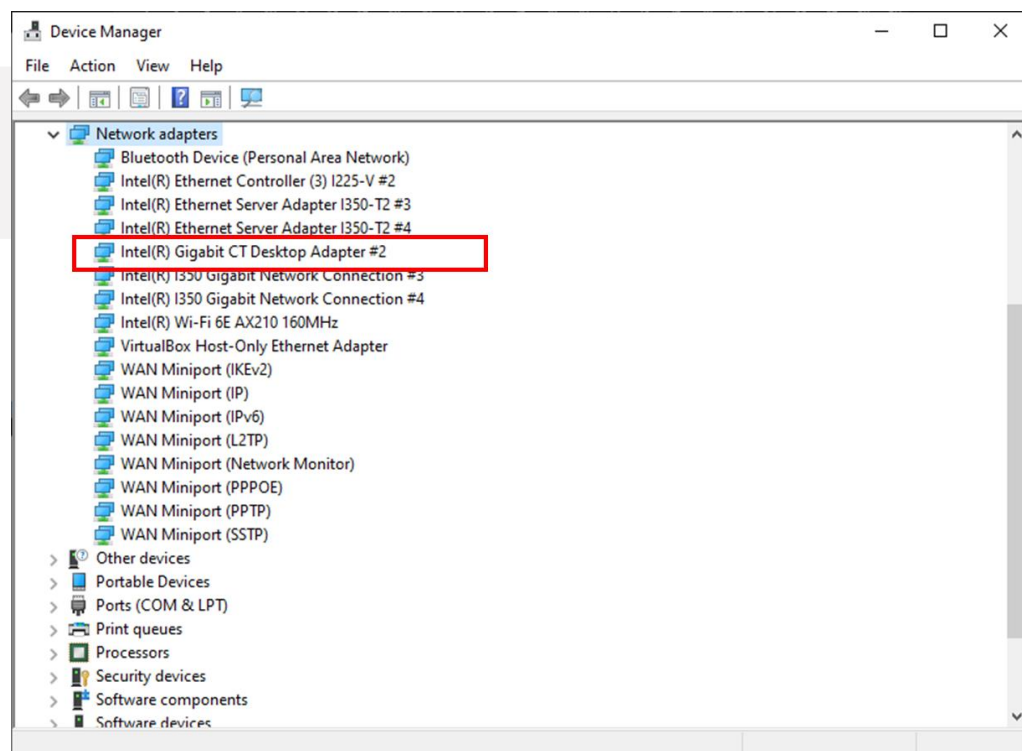 Device Manager
File Action View Help
Network adapters
Bluetooth Device (Personal Area Network)
Intel(R) Ethernet Controller (3) I225-V #2
Intel(R) Ethernet Server Adapter I350-T2 #3
Intel(R) Ethernet Server Adapter I350-T2 #4
Intel(R) Gigabit CT Desktop Adapter #2
Intel(R) I350 Gigabit Network Connection #3
Intel(R) I350 Gigabit Network Connection #4
Intel(R) Wi-Fi 6E AX210 160MHz
VirtualBox Host-Only Ethernet Adapter
WAN Miniport (IKEv2)
WAN Miniport (IP)
WAN Miniport (IPv6)
WAN Miniport (L2TP)
WAN Miniport (Network Monitor)
WAN Miniport (PPPOE)
WAN Miniport (PPTP)
WAN Miniport (SSTP)
Other devices
Portable Devices
Ports (COM & LPT)
Print queues
Processors
Security devices
Software components
Software devices